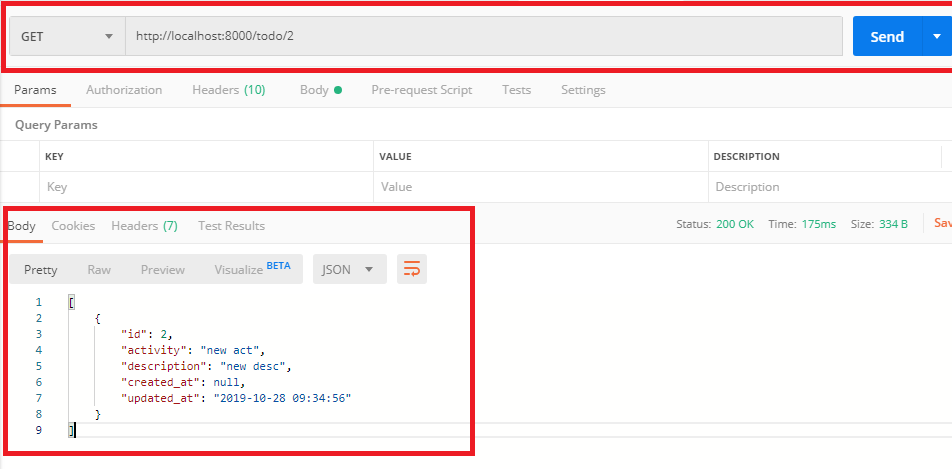 GET http://localhost:8000/todo/2 Send
Params Authorization Headers (10) Body Pre-request Script Tests Settings
Query Params
KEY VALUE DESCRIPTION
Key Value Description
Body Cookies Headers (7) Test Results Status: 200 OK Time: 175ms Size: 334 B Sav
Pretty Raw Preview Visualize BETA JSON
1 [
2 {
3 "id": 2,
4 "activity": "new act",
5 "description": "new desc",
6 "created_at": null,
7 "updated_at": "2019-10-28 09:34:56"
8 }
9 ]